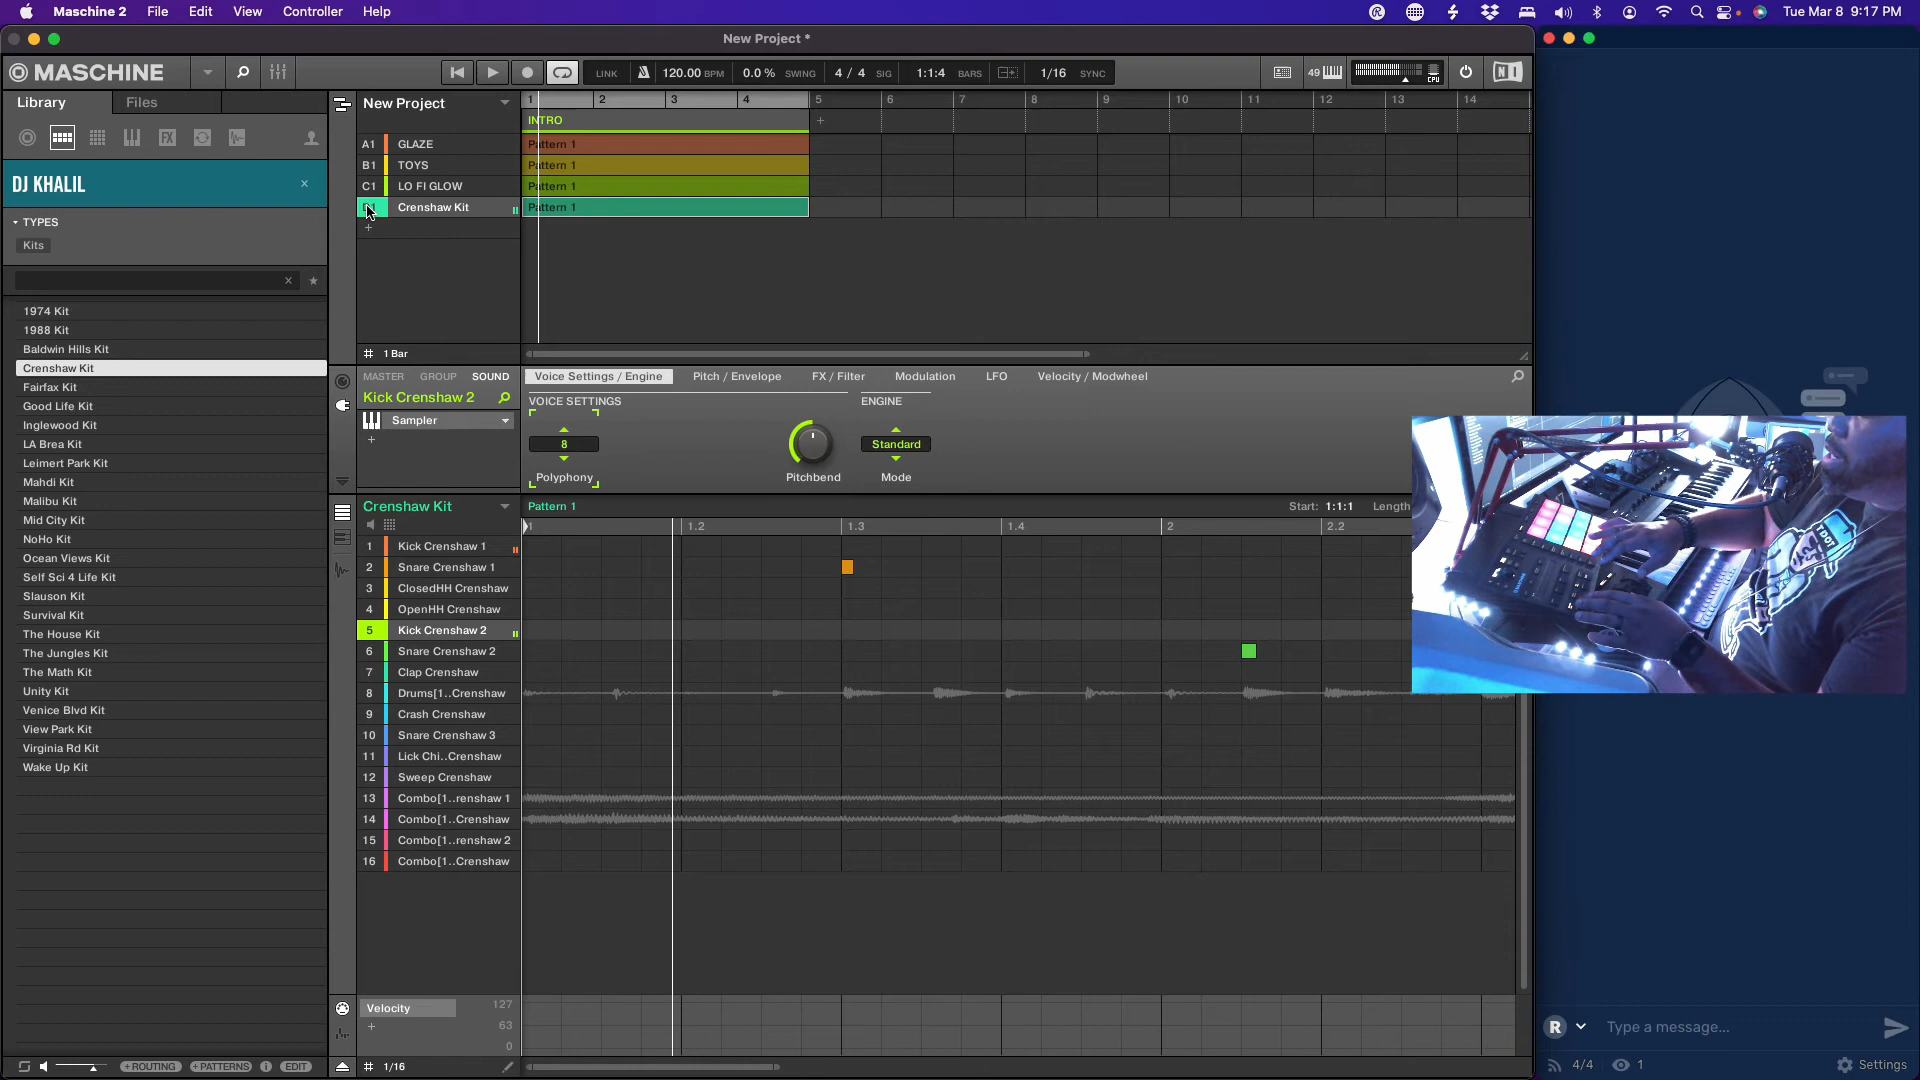 Maschine 2 File Edit View Controller Help Tue Mar 8 9:17 PM
New Project *
MASCHINE LINK 120.00 BPM 0.0 % SWING 4 / 4 SIG 1:1:4 BARS 1/16 SYNC 49 CPU
Library Files
DJ KHALIL
TYPES
Kits
1974 Kit
1988 Kit
Baldwin Hills Kit
Crenshaw Kit
Fairfax Kit
Good Life Kit
Inglewood Kit
LA Brea Kit
Leimert Park Kit
Mahdi Kit
Malibu Kit
Mid City Kit
NoHo Kit
Ocean Views Kit
Self Sci 4 Life Kit
Slauson Kit
Survival Kit
The House Kit
The Jungles Kit
The Math Kit
Unity Kit
Venice Blvd Kit
View Park Kit
Virginia Rd Kit
Wake Up Kit
+ ROUTING + PATTERNS EDIT
New Project 1 2 3 4 5 6 7 8 9 10 11 12 13 14
INTRO
A1 GLAZE Pattern 1
B1 TOYS Pattern 1
C1 LO FI GLOW Pattern 1
Crenshaw Kit Pattern 1
1 Bar
MASTER GROUP SOUND Voice Settings / Engine Pitch / Envelope FX / Filter Modulation LFO Velocity / Modwheel
Kick Crenshaw 2 VOICE SETTINGS ENGINE
Sampler
8 Standard
Polyphony Pitchbend Mode
Crenshaw Kit Pattern 1 Start: 1:1:1 Length
1 1.2 1.3 1.4 2 2.2
1 Kick Crenshaw 1
2 Snare Crenshaw 1
3 ClosedHH Crenshaw
4 OpenHH Crenshaw
5 Kick Crenshaw 2
6 Snare Crenshaw 2
7 Clap Crenshaw
8 Drums[1..Crenshaw
9 Crash Crenshaw
10 Snare Crenshaw 3
11 Lick Chi..Crenshaw
12 Sweep Crenshaw
13 Combo[1..renshaw 1
14 Combo[1..Crenshaw
15 Combo[1..renshaw 2
16 Combo[1..Crenshaw
Velocity 127
63
0
1/16
R Type a message...
4/4 1 Settings